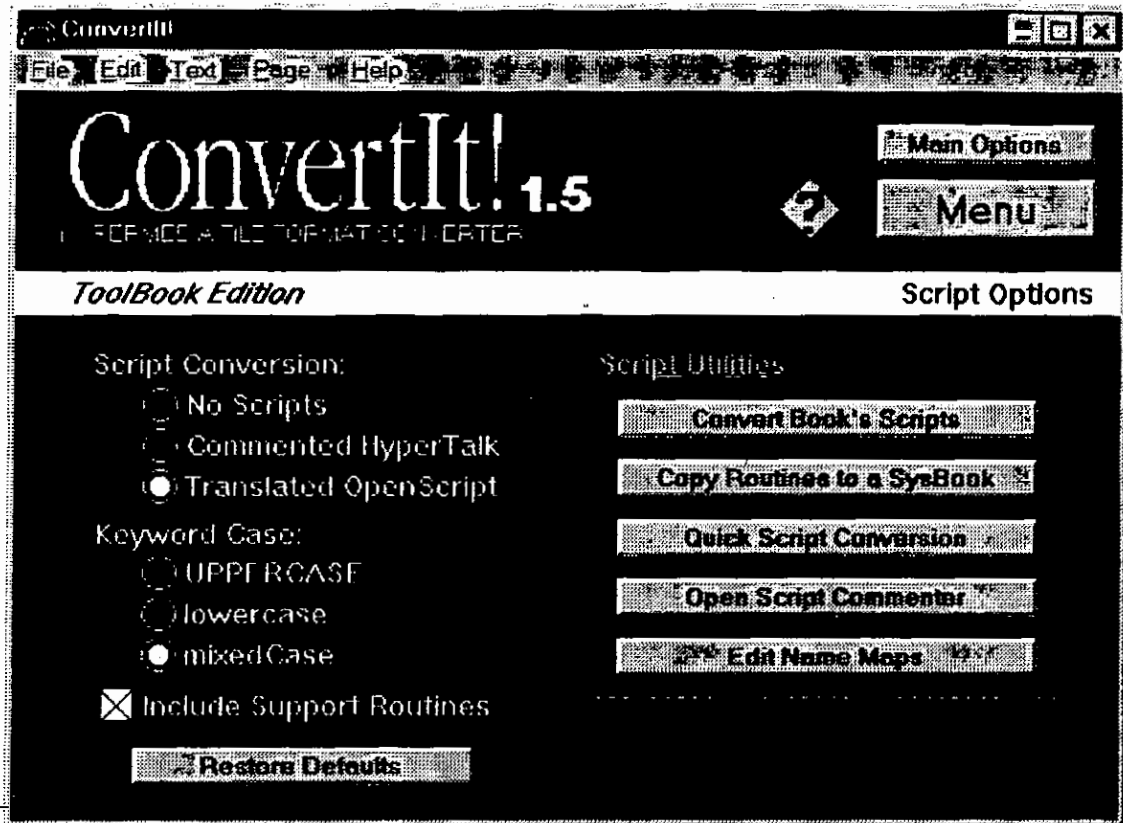 ConvertIt!
File Edit Text Page Help
ConvertIt! 1.5
FORMAT CONVERTER
?
Main Options
Menu
ToolBook Edition
Script Options
Script Conversion:
No Scripts
Commented HyperTalk
Translated OpenScript
Keyword Case:
UPPERCASE
lowercase
mixedCase
Include Support Routines
Restore Defaults
Script Utilities
Convert Book's Scripts
Copy Routines to a SysBook
Quick Script Conversion
Open Script Commenter
Edit Name Maps